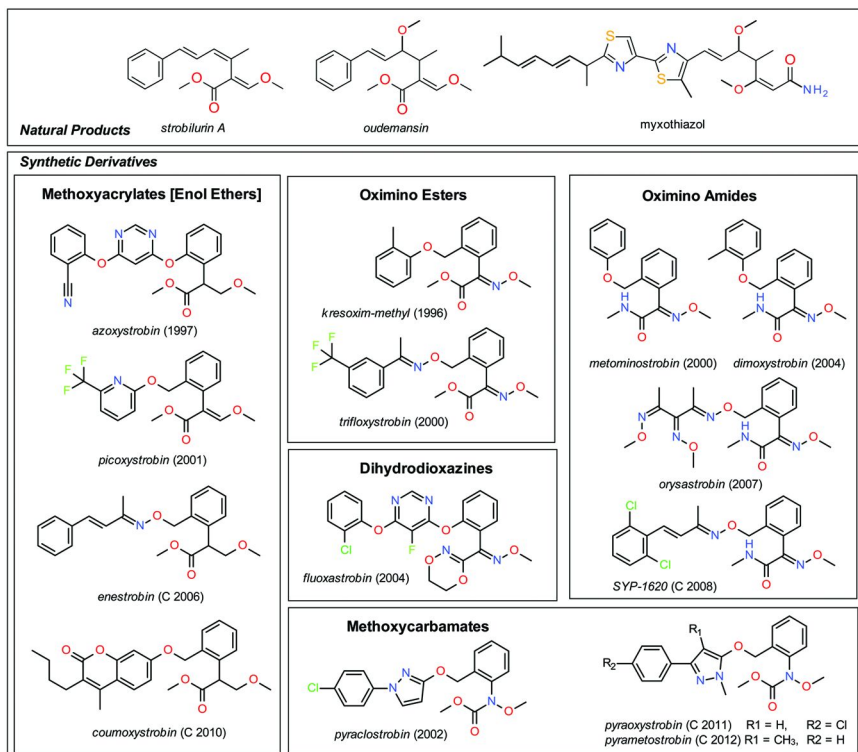 strobilurin A
oudemansin
myxothiazol
Natural Products
Synthetic Derivatives
Methoxyacrylates [Enol Ethers]
azoxystrobin (1997)
picoxystrobin (2001)
enestrobin (C 2006)
coumoxystrobin (C 2010)
Oximino Esters
kresoxim-methyl (1996)
trifloxystrobin (2000)
Dihydrodioxazines
fluoxastrobin (2004)
Oximino Amides
metominostrobin (2000) dimoxystrobin (2004)
orysastrobin (2007)
SYP-1620 (C 2008)
Methoxycarbamates
pyraclostrobin (2002)
pyraoxystrobin (C 2011) R1 = H, R2 = Cl
pyrametostrobin (C 2012) R1 = CH₃, R2 = H